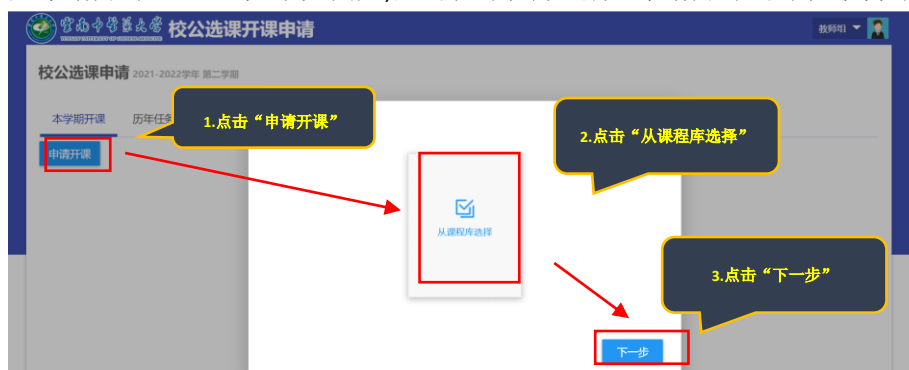 校公选课开课申请
教师组
校公选课申请 2021-2022学年 第二学期
本学期开课 历年任务
申请开课
1.点击“申请开课”
2.点击“从课程库选择”
从课程库选择
3.点击“下一步”
下一步